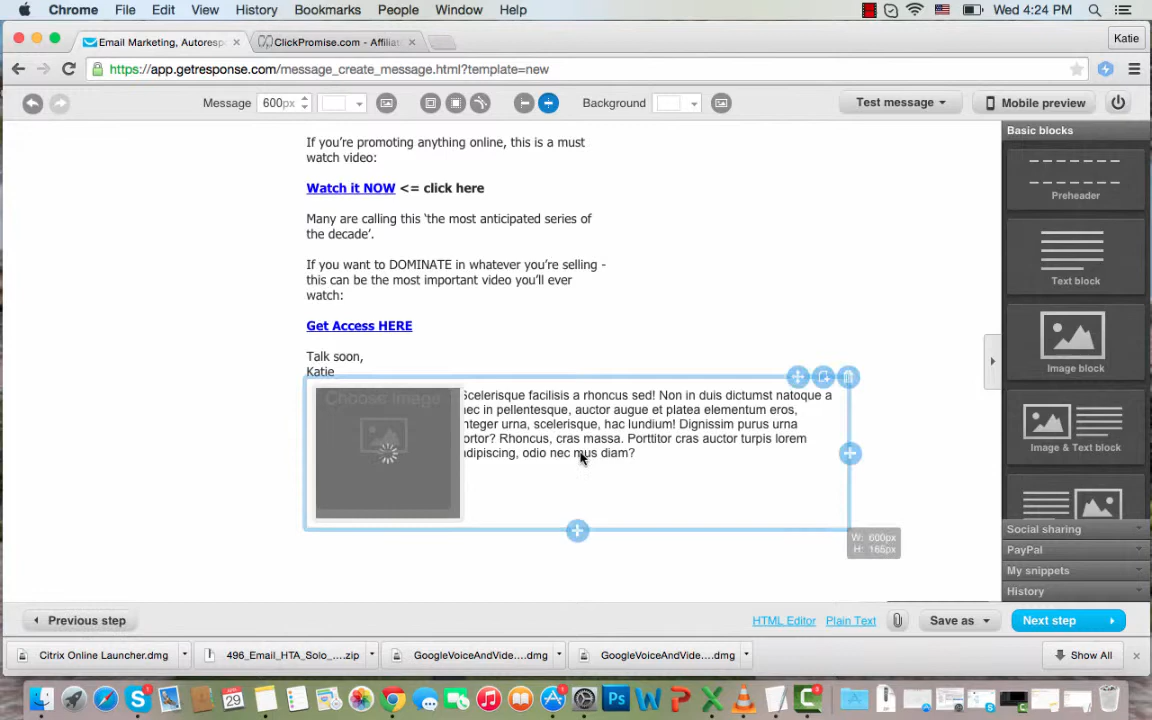 Chrome File Edit View History Bookmarks People Window Help
Wed 4:24 PM
Email Marketing, Autoresp
ClickPromise.com - Affiliat
Katie
https://app.getresponse.com/message_create_message.html?template=new
Message 600px
Background
Test message
Mobile preview
If you're promoting anything online, this is a must
watch video:
Watch it NOW <= click here
Many are calling this 'the most anticipated series of
the decade'.
If you want to DOMINATE in whatever you're selling -
this can be the most important video you'll ever
watch:
Get Access HERE
Talk soon,
Katie
Choose image
Scelerisque facilisis a rhoncus sed! Non in duis dictumst natoque a
nec in pellentesque, auctor augue et platea elementum eros,
nteger urna, scelerisque, hac lundium! Dignissim purus urna
ortor? Rhoncus, cras massa. Porttitor cras auctor turpis lorem
adipiscing, odio nec mus diam?
W: 600px
H: 165px
Basic blocks
Preheader
Text block
Image block
Image & Text block
Social sharing
PayPal
My snippets
History
Previous step
HTML Editor
Plain Text
Save as
Next step
Citrix Online Launcher.dmg
496_Email_HTA_Solo_....zip
GoogleVoiceAndVide....dmg
GoogleVoiceAndVide....dmg
Show All